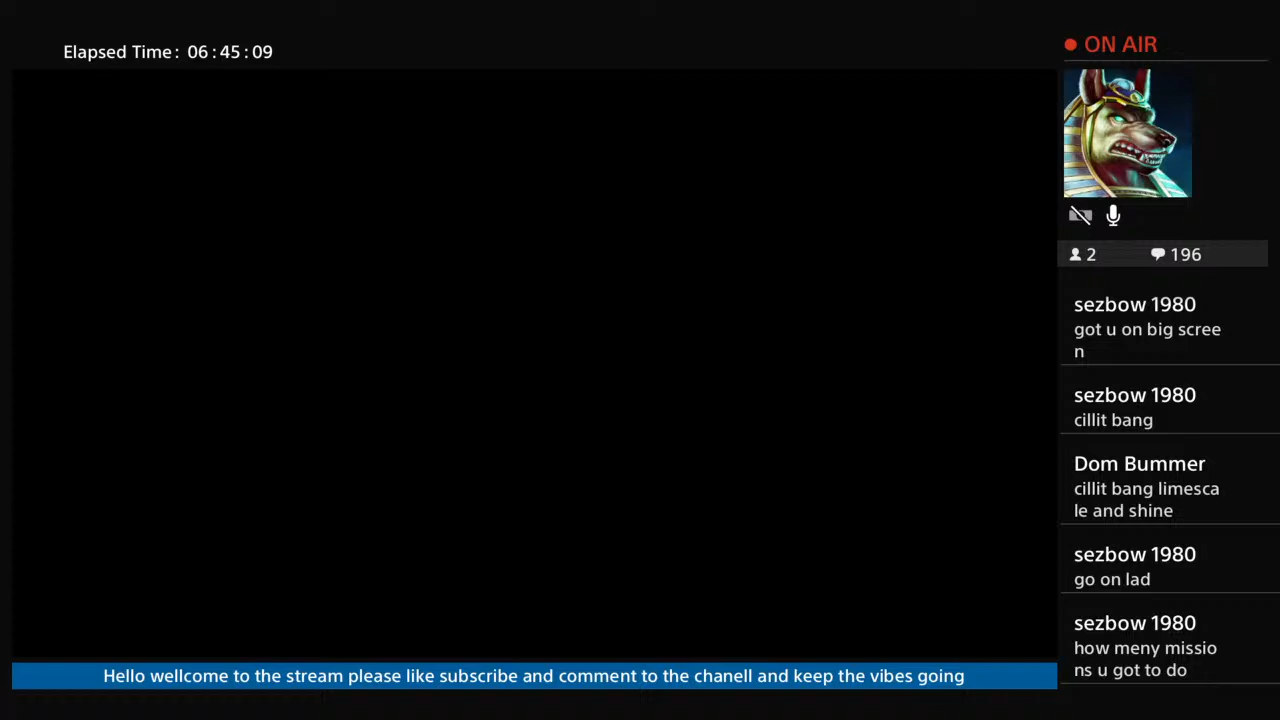 Elapsed Time: 06:45:09
ON AIR
2 196
sezbow 1980
got u on big scree
n
sezbow 1980
cillit bang
Dom Bummer
cillit bang limesca
le and shine
sezbow 1980
go on lad
sezbow 1980
how meny missio
ns u got to do
Hello wellcome to the stream please like subscribe and comment to the chanell and keep the vibes going